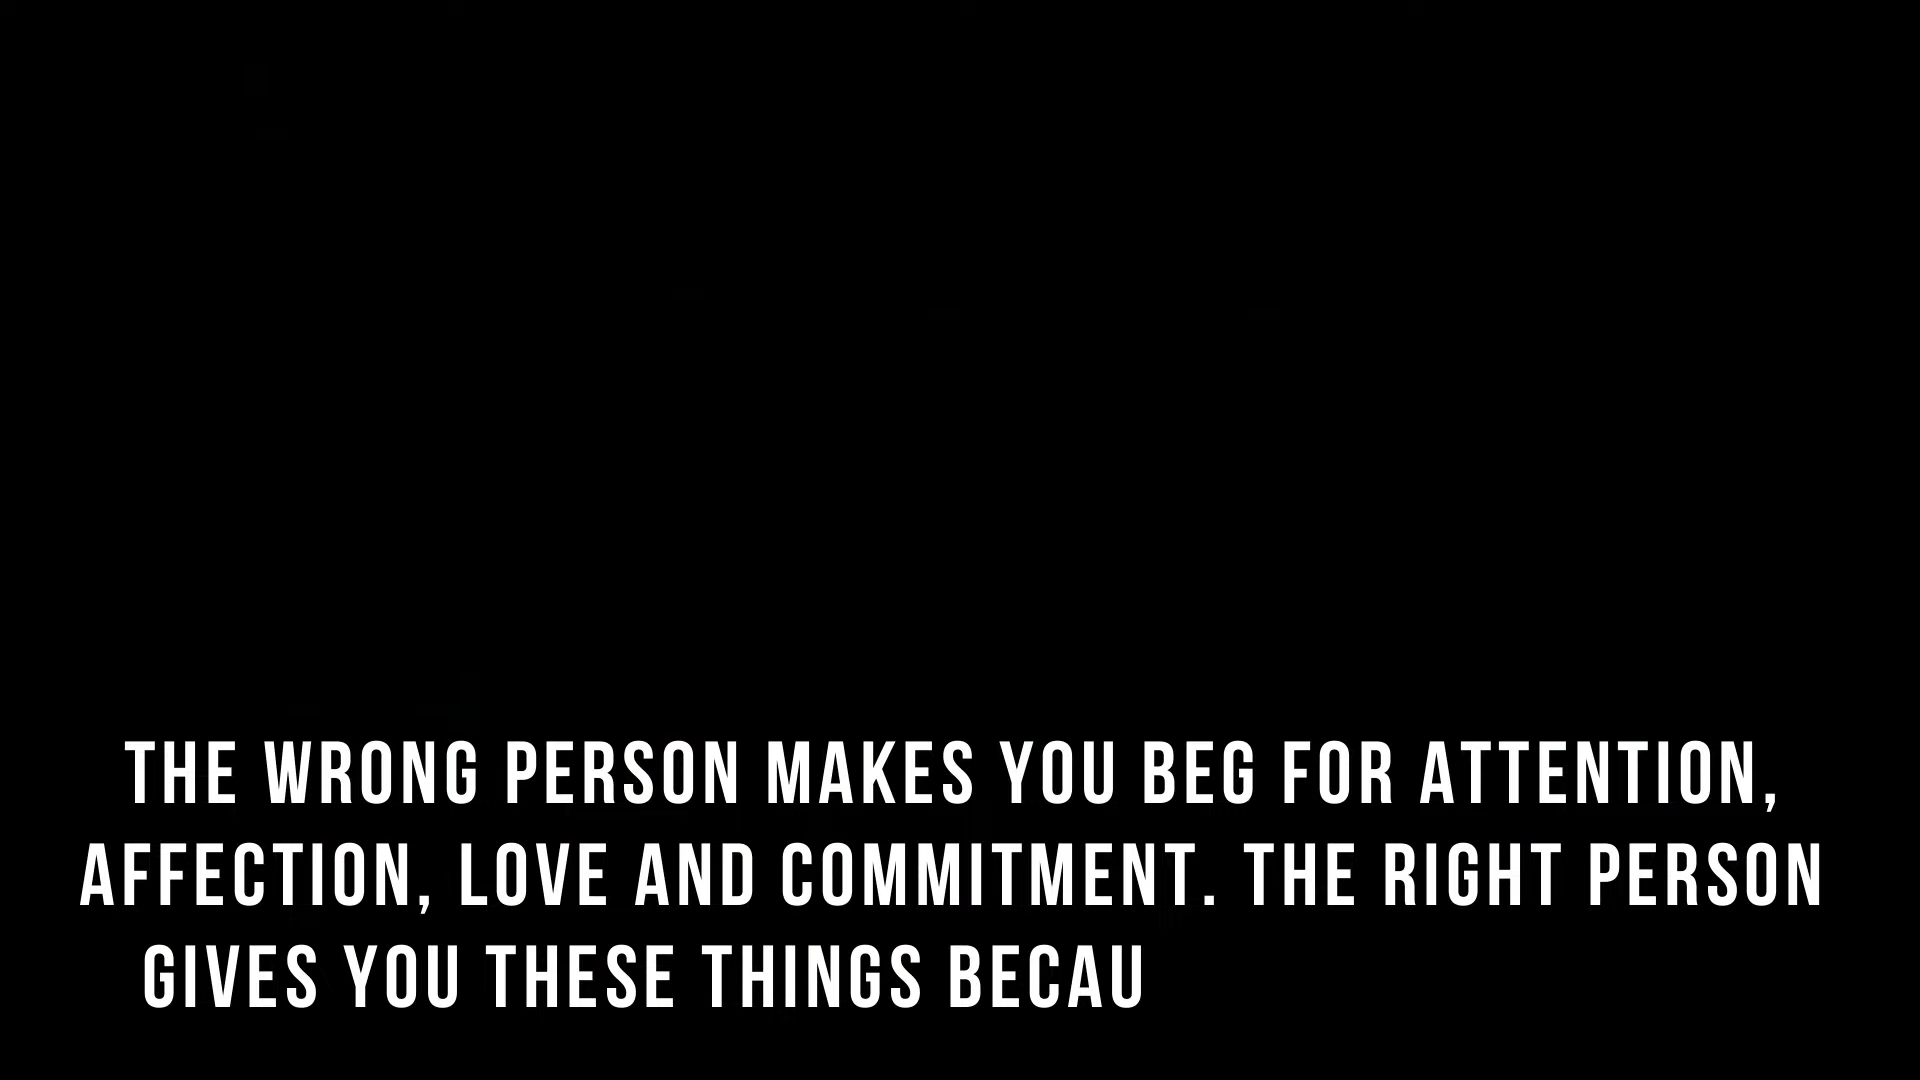 THE WRONG PERSON MAKES YOU BEG FOR ATTENTION,
AFFECTION, LOVE AND COMMITMENT. THE RIGHT PERSON
GIVES YOU THESE THINGS BECAU